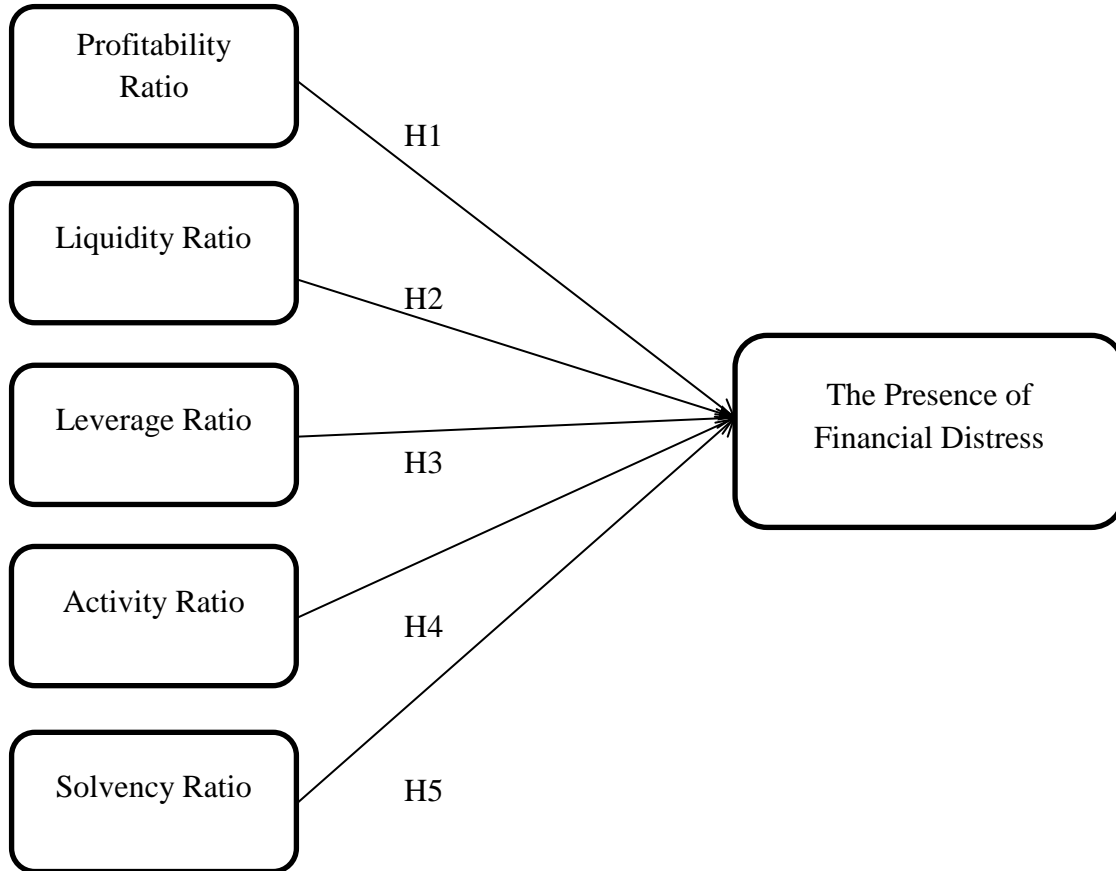 Profitability
Ratio
H1
Liquidity Ratio
H2
Leverage Ratio
H3
The Presence of
Financial Distress
Activity Ratio
H4
Solvency Ratio
H5